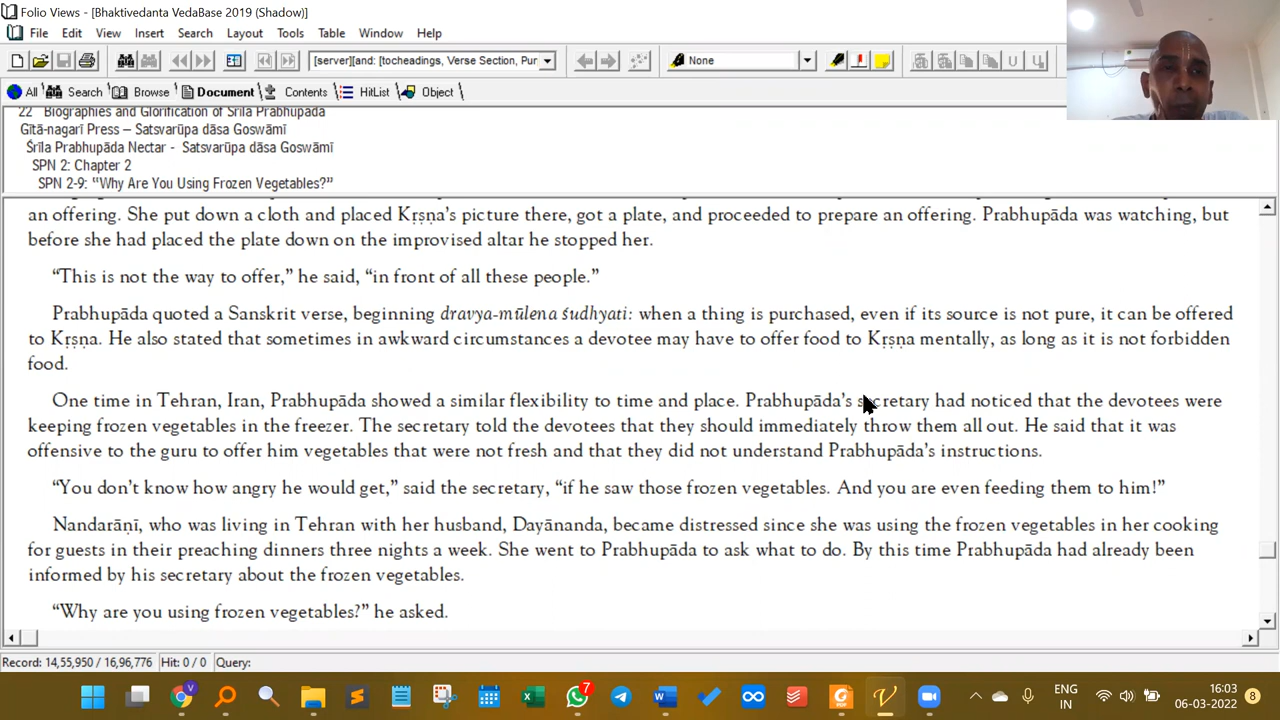 Folio Views - [Bhaktivedanta VedaBase 2019 (Shadow)]
File Edit View Insert Search Layout Tools Table Window Help
[server][and: [tocheadings, Verse Section, Pur
None
All Search Browse Document Contents HitList Object
22 Biographies and Glorification of Śrīla Prabhupāda
Gītā-nagarī Press – Satsvarūpa dāsa Goswāmī
Śrīla Prabhupāda Nectar - Satsvarūpa dāsa Goswāmī
SPN 2: Chapter 2
SPN 2-9: “Why Are You Using Frozen Vegetables?”
an offering. She put down a cloth and placed Kṛṣṇa’s picture there, got a plate, and proceeded to prepare an offering. Prabhupāda was watching, but
before she had placed the plate down on the improvised altar he stopped her.
“This is not the way to offer,” he said, “in front of all these people.”
Prabhupāda quoted a Sanskrit verse, beginning dravya-mūlena śudhyati: when a thing is purchased, even if its source is not pure, it can be offered
to Kṛṣṇa. He also stated that sometimes in awkward circumstances a devotee may have to offer food to Kṛṣṇa mentally, as long as it is not forbidden
food.
One time in Tehran, Iran, Prabhupāda showed a similar flexibility to time and place. Prabhupāda’s secretary had noticed that the devotees were
keeping frozen vegetables in the freezer. The secretary told the devotees that they should immediately throw them all out. He said that it was
offensive to the guru to offer him vegetables that were not fresh and that they did not understand Prabhupāda’s instructions.
“You don’t know how angry he would get,” said the secretary, “if he saw those frozen vegetables. And you are even feeding them to him!”
Nandarāṇī, who was living in Tehran with her husband, Dayānanda, became distressed since she was using the frozen vegetables in her cooking
for guests in their preaching dinners three nights a week. She went to Prabhupāda to ask what to do. By this time Prabhupāda had already been
informed by his secretary about the frozen vegetables.
“Why are you using frozen vegetables?” he asked.
Record: 14,55,950 / 16,96,776 Hit: 0 / 0 Query:
7
ENG
IN
16:03
06-03-2022
8